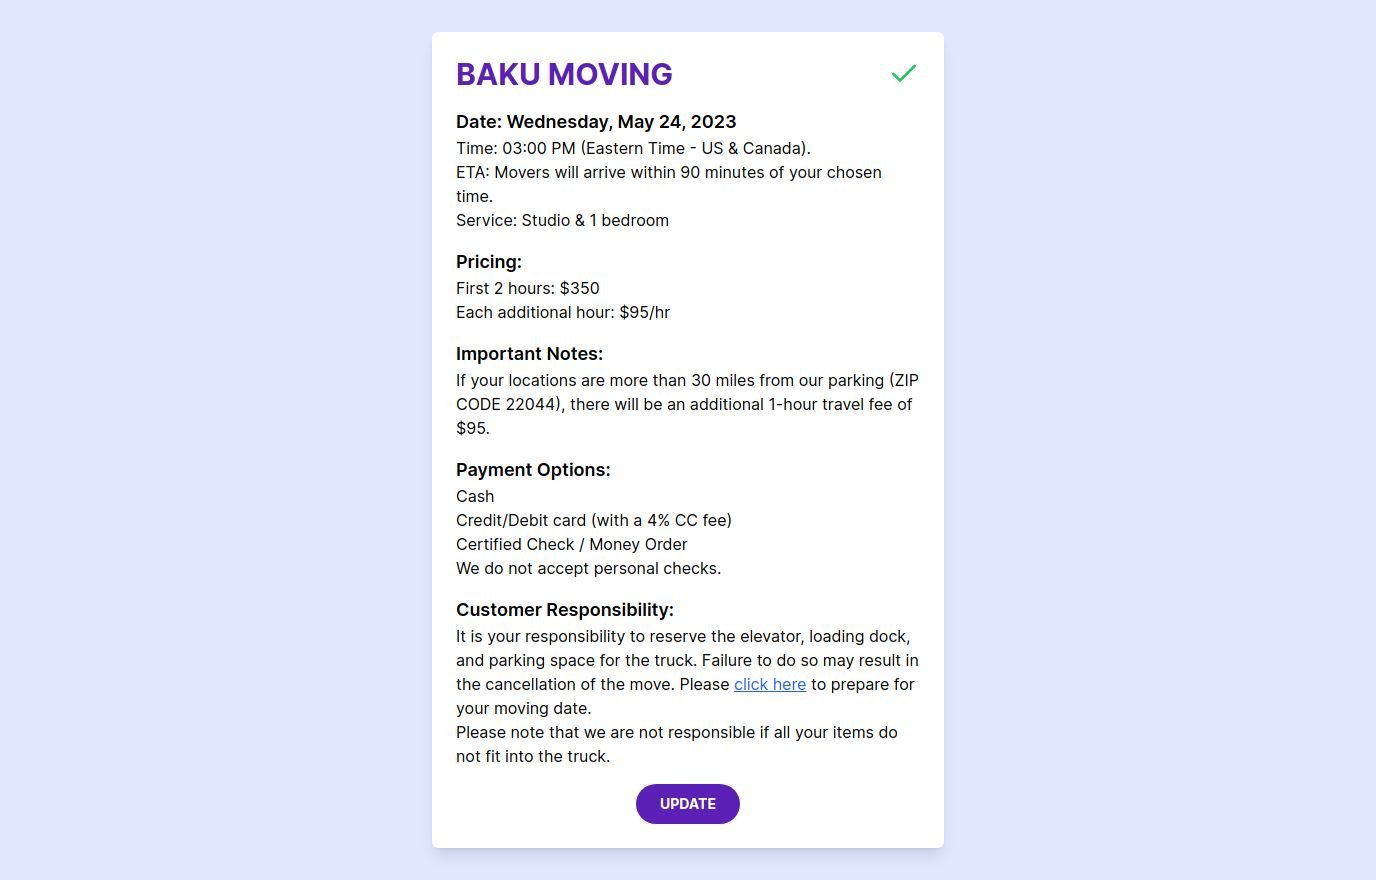 BAKU MOVING
Date: Wednesday, May 24, 2023
Time: 03:00 PM (Eastern Time - US & Canada).
ETA: Movers will arrive within 90 minutes of your chosen
time.
Service: Studio & 1 bedroom
Pricing:
First 2 hours: $350
Each additional hour: $95/hr
Important Notes:
If your locations are more than 30 miles from our parking (ZIP
CODE 22044), there will be an additional 1-hour travel fee of
$95.
Payment Options:
Cash
Credit/Debit card (with a 4% CC fee)
Certified Check / Money Order
We do not accept personal checks.
Customer Responsibility:
It is your responsibility to reserve the elevator, loading dock,
and parking space for the truck. Failure to do so may result in
the cancellation of the move. Please click here to prepare for
your moving date.
Please note that we are not responsible if all your items do
not fit into the truck.
UPDATE